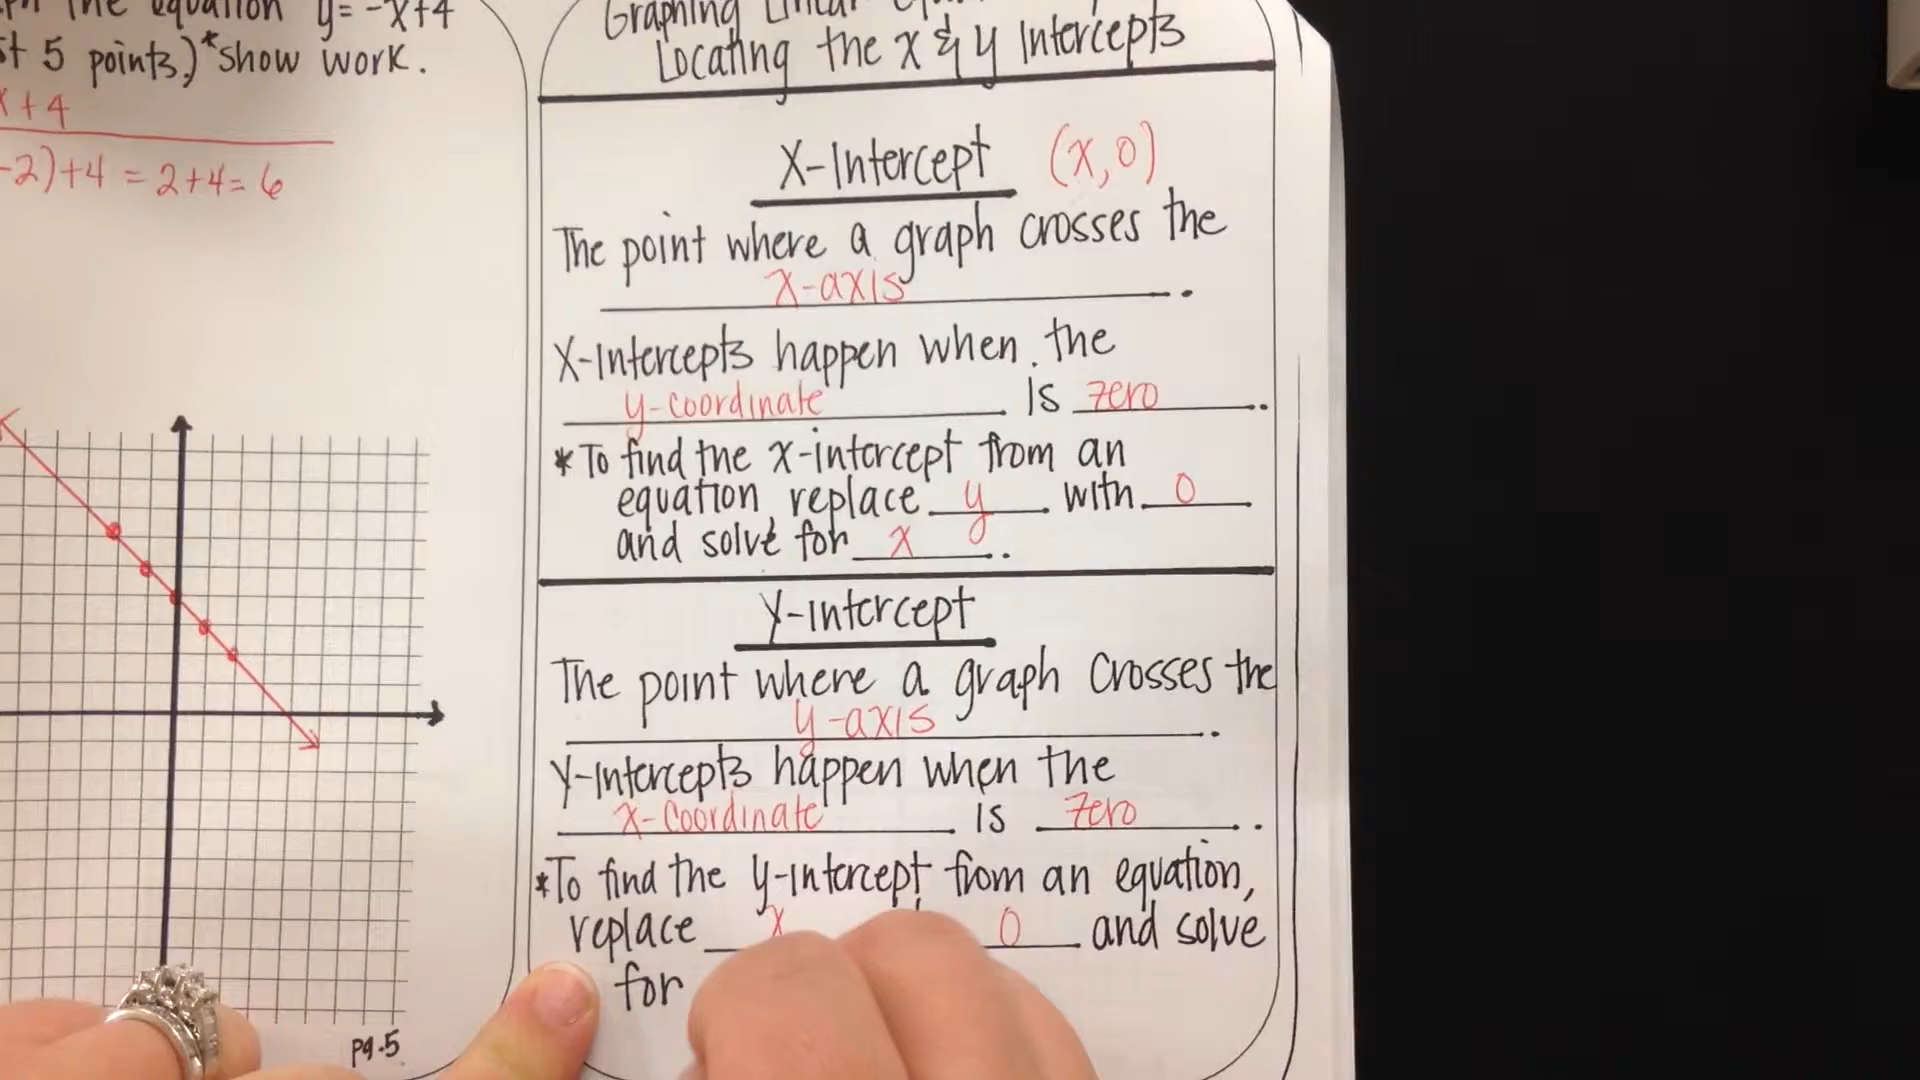 the equation y= -x+4
5 points.) *Show work.
x+4
-2)+4 = 2+4= 6
pg.5
Graphing Linear
Locating the x & y Intercepts
X-Intercept (x,0)
The point where a graph crosses the
x-axis.
X-Intercepts happen when the
y-coordinate is zero.
*To find the x-intercept from an
equation replace y with 0
and solve for x.
Y-Intercept
The point where a graph crosses the
y-axis.
Y-Intercepts happen when the
x-coordinate is zero.
*To find the y-intercept from an equation,
replace x 0 and solve
for